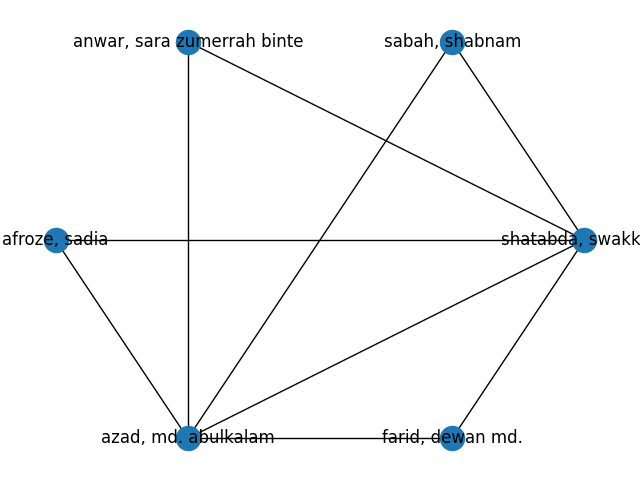 anwar, sara zumerrah binte
sabah, shabnam
afroze, sadia
shatabda, swakk
azad, md. abulkalam
farid, dewan md.